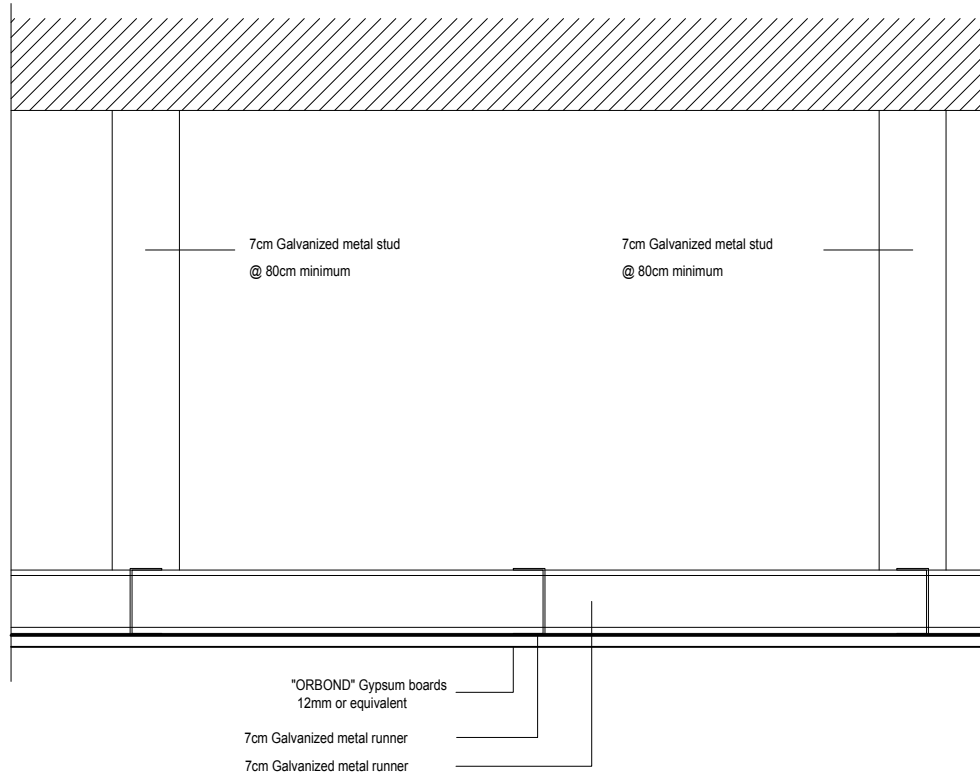 7cm Galvanized metal stud
@ 80cm minimum
7cm Galvanized metal stud
@ 80cm minimum
"ORBOND" Gypsum boards
12mm or equivalent
7cm Galvanized metal runner
7cm Galvanized metal runner